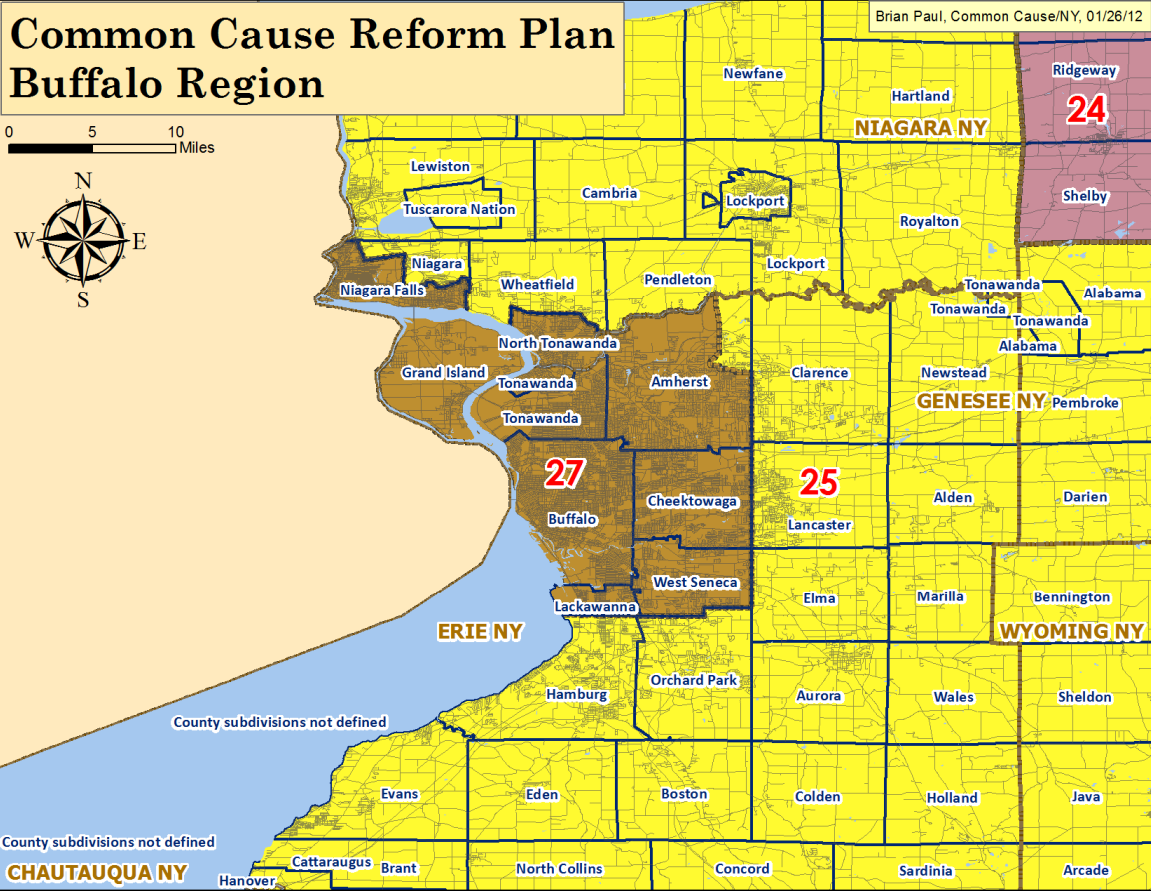 Common Cause Reform Plan
Buffalo Region
Brian Paul, Common Cause/NY, 01/26/12
0 5 10
Miles
N
W E
S
Newfane
Hartland
NIAGARA NY
Ridgeway
24
Shelby
Lewiston
Tuscarora Nation
Cambria
Lockport
Royalton
Niagara
Niagara Falls
Wheatfield
Pendleton
Lockport
Tonawanda
Alabama
Tonawanda
Tonawanda
Alabama
North Tonawanda
Grand Island
Tonawanda
Amherst
Clarence
Newstead
GENESEE NY
Pembroke
Tonawanda
27
25
Buffalo
Cheektowaga
Lancaster
Alden
Darien
West Seneca
Lackawanna
Elma
Marilla
Bennington
ERIE NY
WYOMING NY
Hamburg
Orchard Park
Aurora
Wales
Sheldon
County subdivisions not defined
Evans
Eden
Boston
Colden
Holland
Java
County subdivisions not defined
CHAUTAUQUA NY
Hanover
Cattaraugus
Brant
North Collins
Concord
Sardinia
Arcade